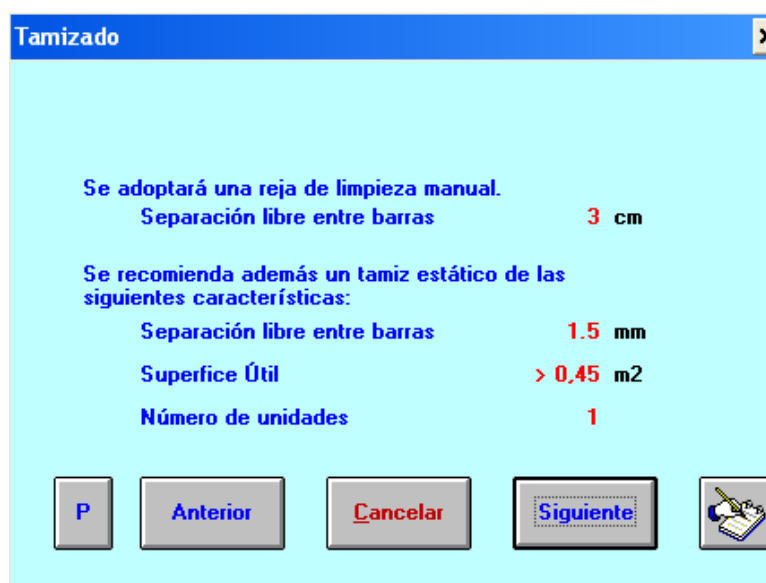 Tamizado
Se adoptará una reja de limpieza manual.
Separación libre entre barras 3 cm
Se recomienda además un tamiz estático de las
siguientes características:
Separación libre entre barras 1.5 mm
Superfice Útil > 0,45 m2
Número de unidades 1
P Anterior Cancelar Siguiente